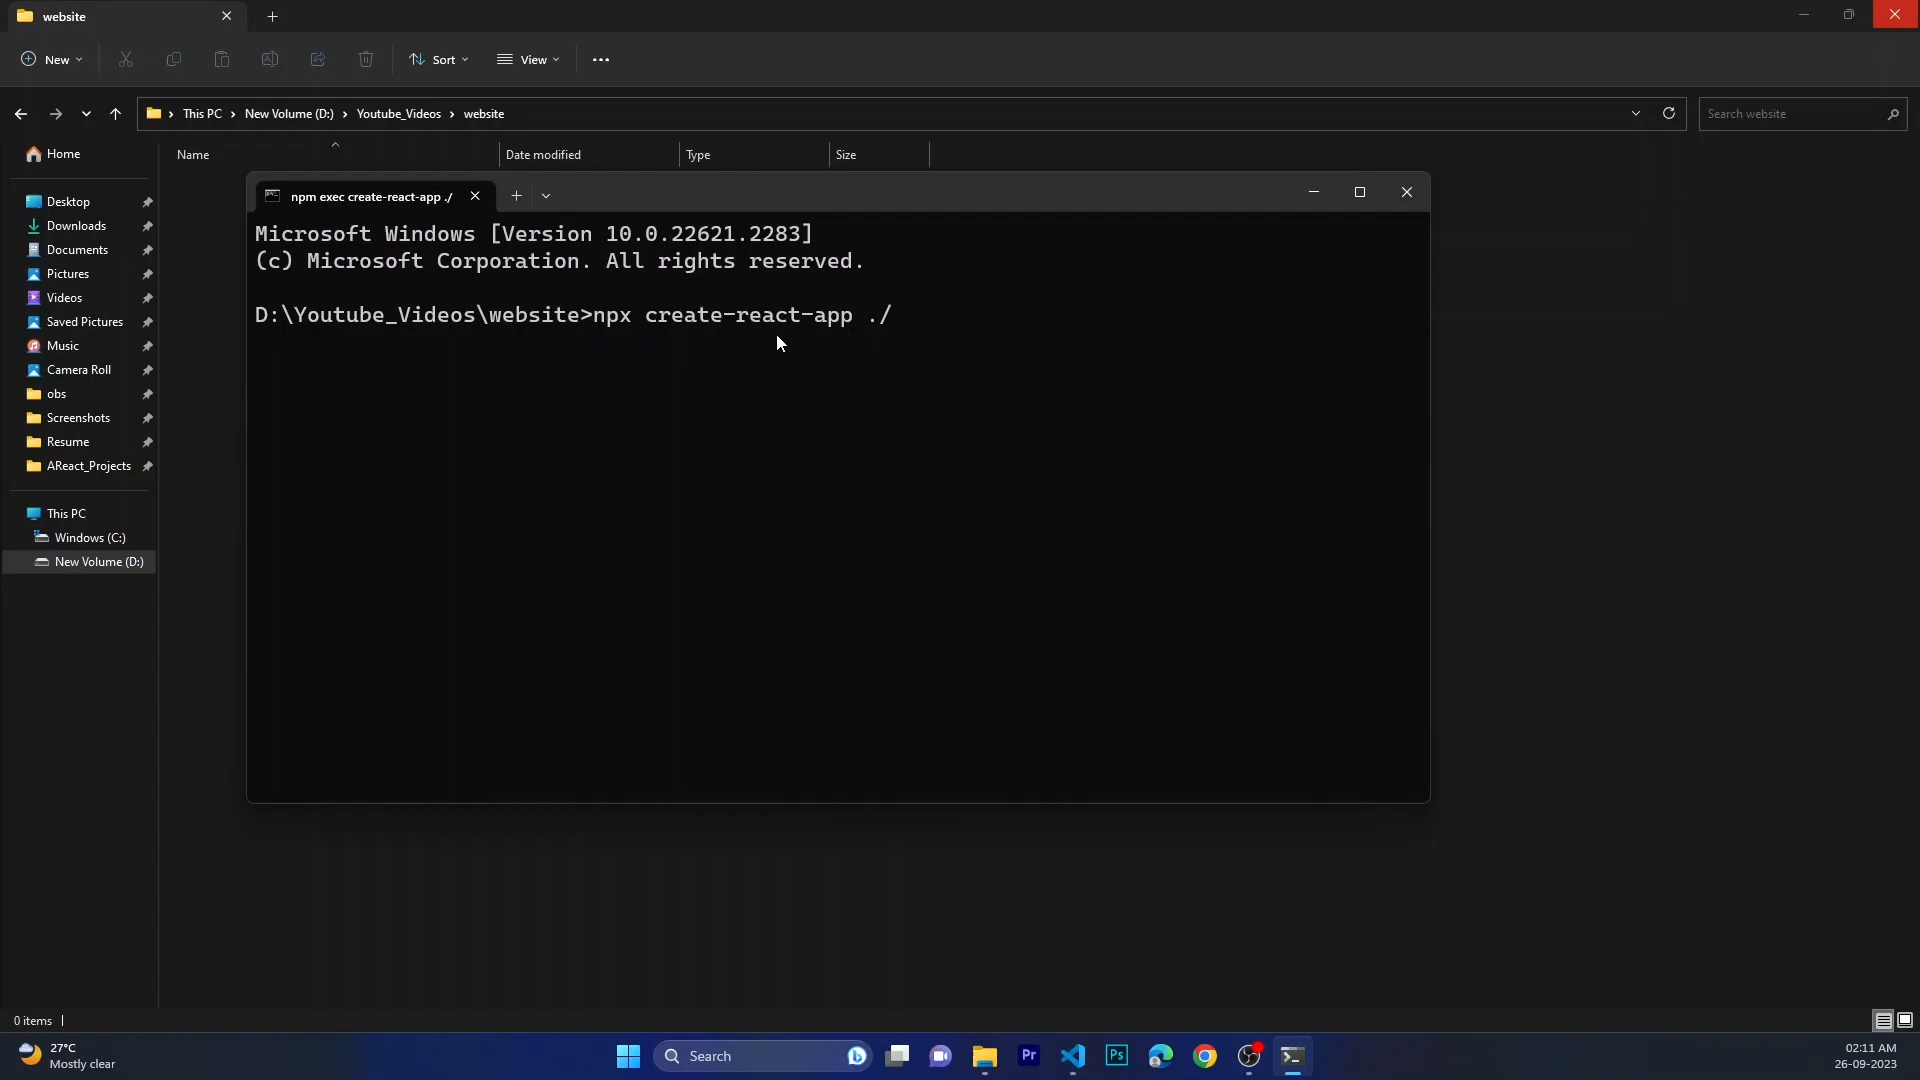 website
New
Sort
View
This PC
New Volume (D:)
Youtube_Videos
website
Search website
Home
Name
Date modified
Type
Size
Desktop
Downloads
Documents
Pictures
Videos
Saved Pictures
Music
Camera Roll
obs
Screenshots
Resume
AReact_Projects
This PC
Windows (C:)
New Volume (D:)
npm exec create-react-app ./
Microsoft Windows [Version 10.0.22621.2283]
(c) Microsoft Corporation. All rights reserved.
D:\Youtube_Videos\website>npx create-react-app ./
0 items
27°C
Mostly clear
Search
Pr
Ps
02:11 AM
26-09-2023